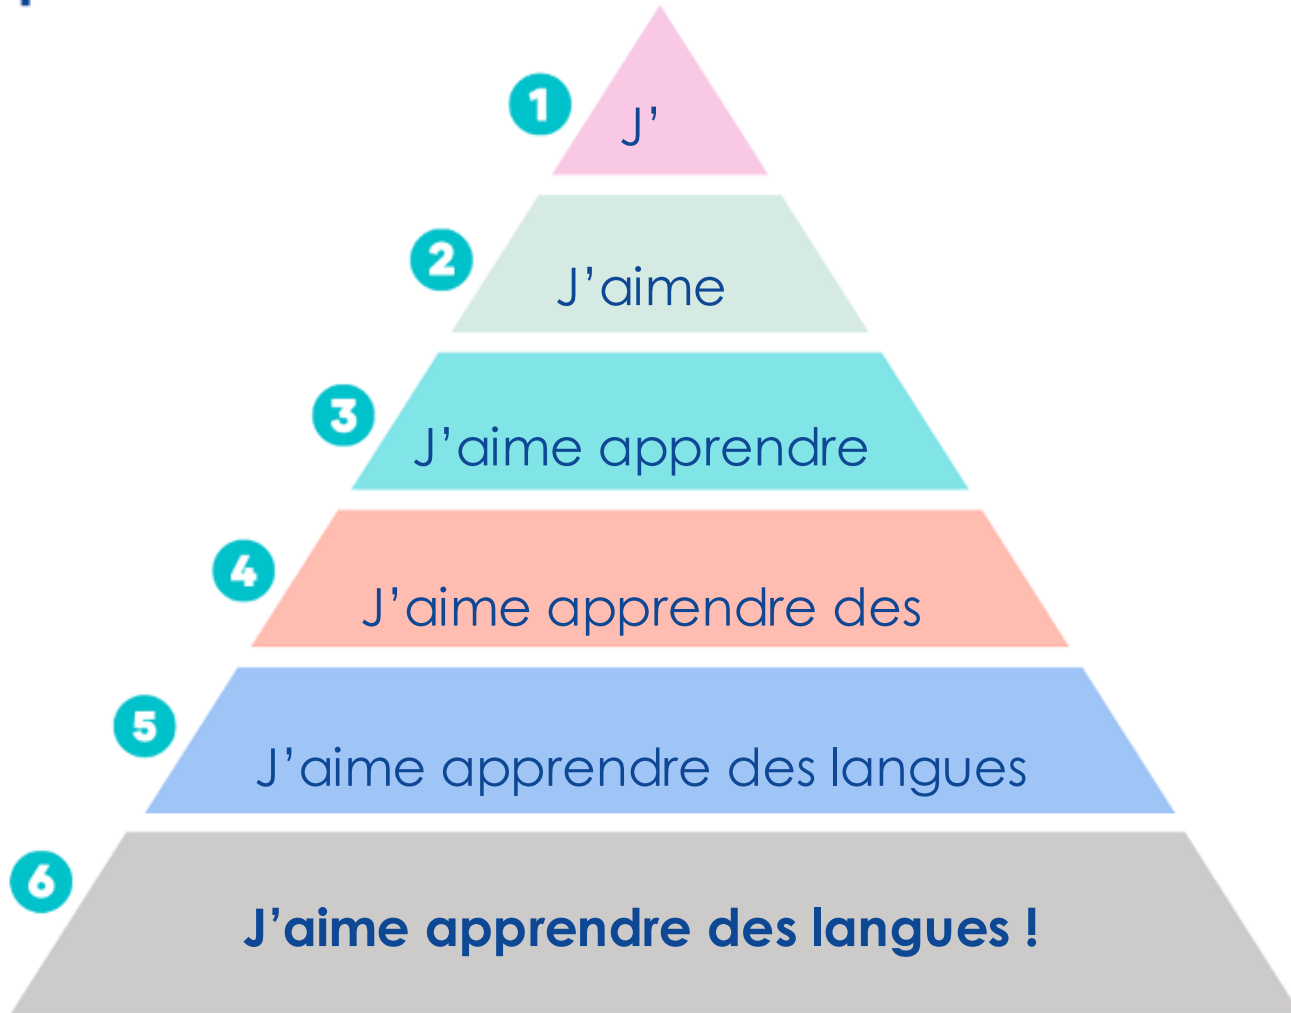 1
J’
2
J’aime
3
J’aime apprendre
4
J’aime apprendre des
5
J’aime apprendre des langues
6
J’aime apprendre des langues !